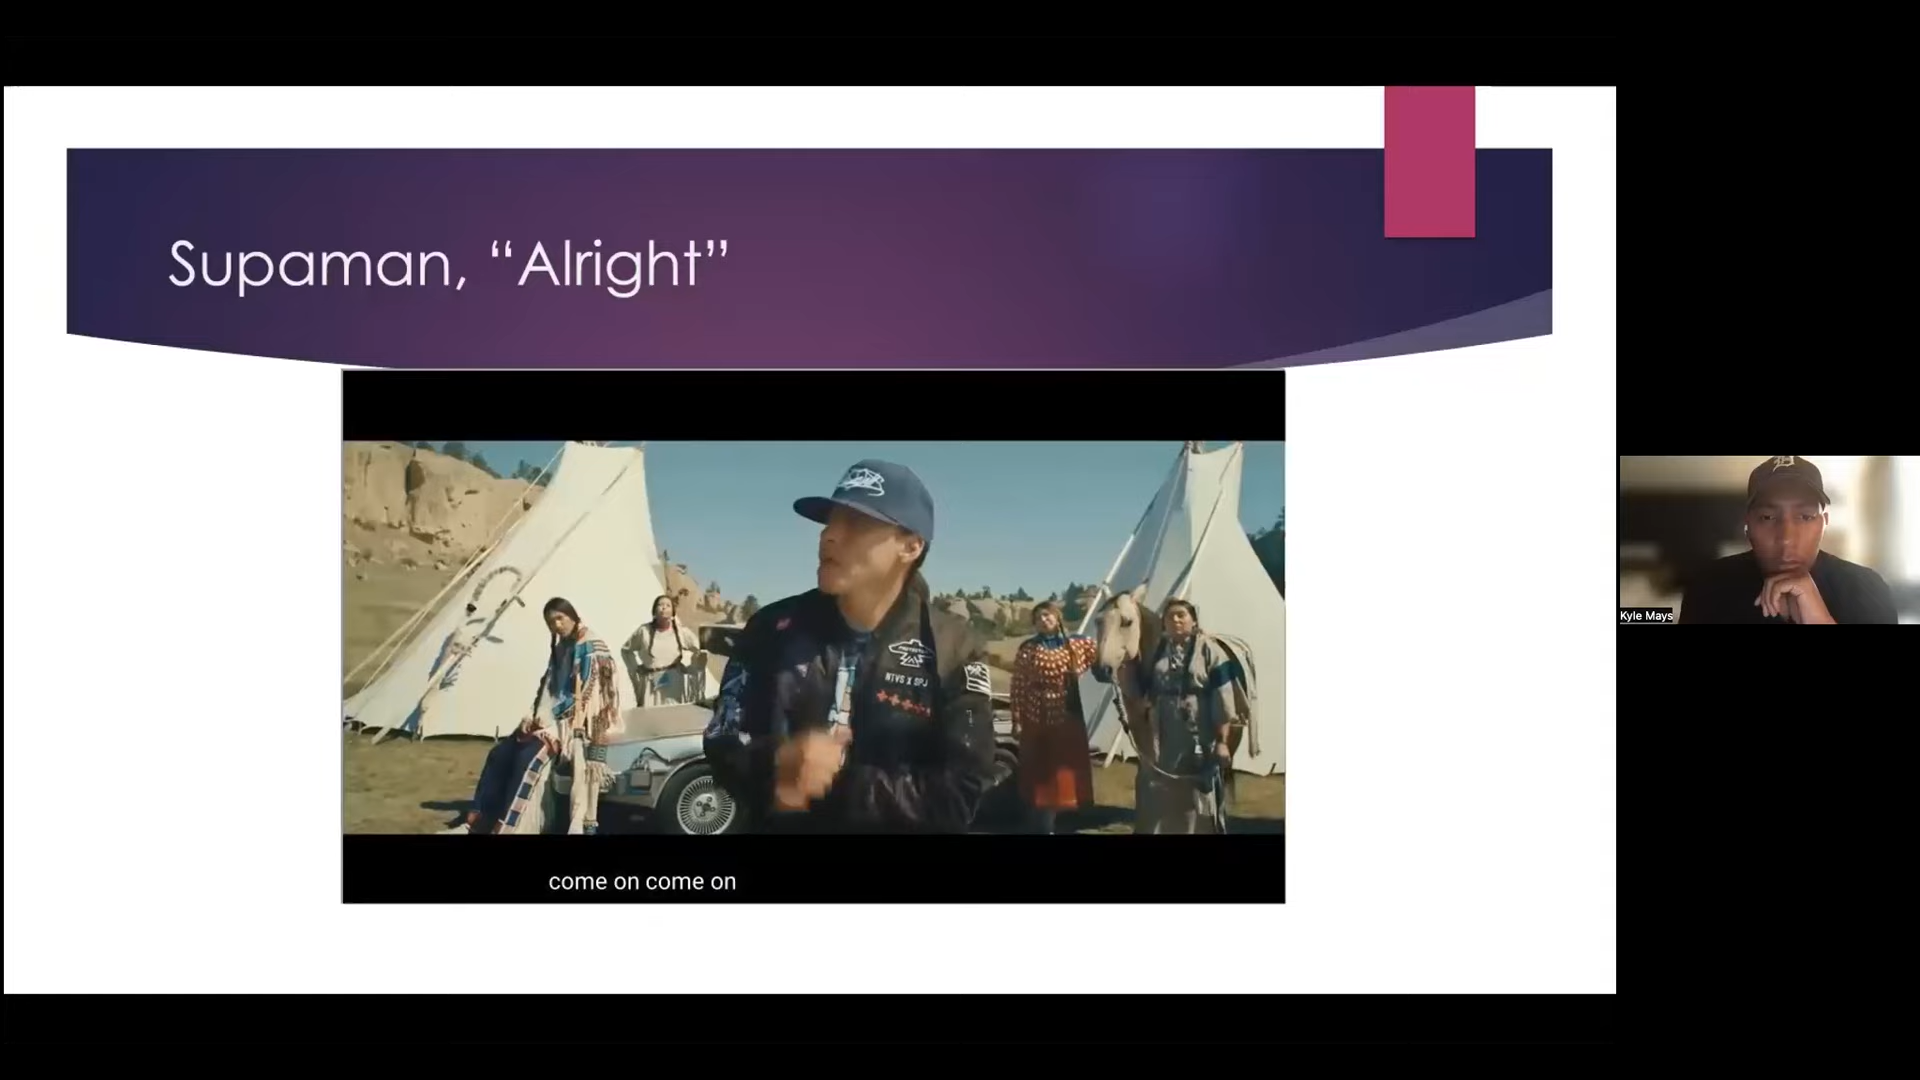 Supaman, “Alright”
NTVS X SPJ
come on come on
Kyle Mays